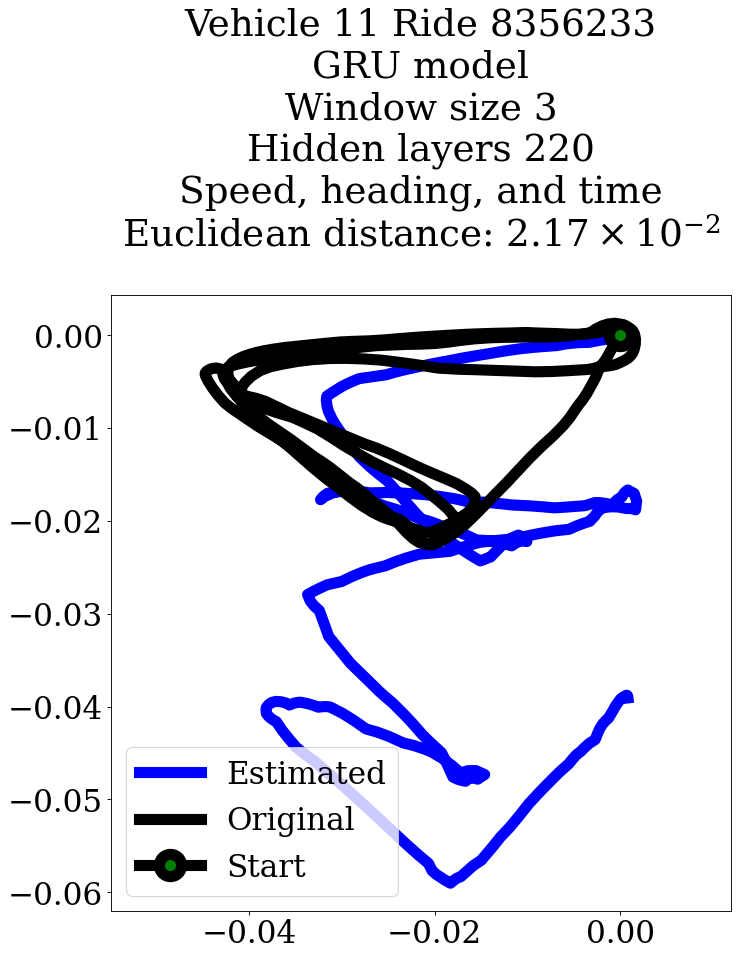 Vehicle 11 Ride 8356233
GRU model
Window size 3
Hidden layers 220
Speed, heading, and time
Euclidean distance: 2.17 × 10⁻²
0.00
−0.01
−0.02
−0.03
−0.04
−0.05
−0.06
Estimated
Original
Start
−0.04 −0.02 0.00